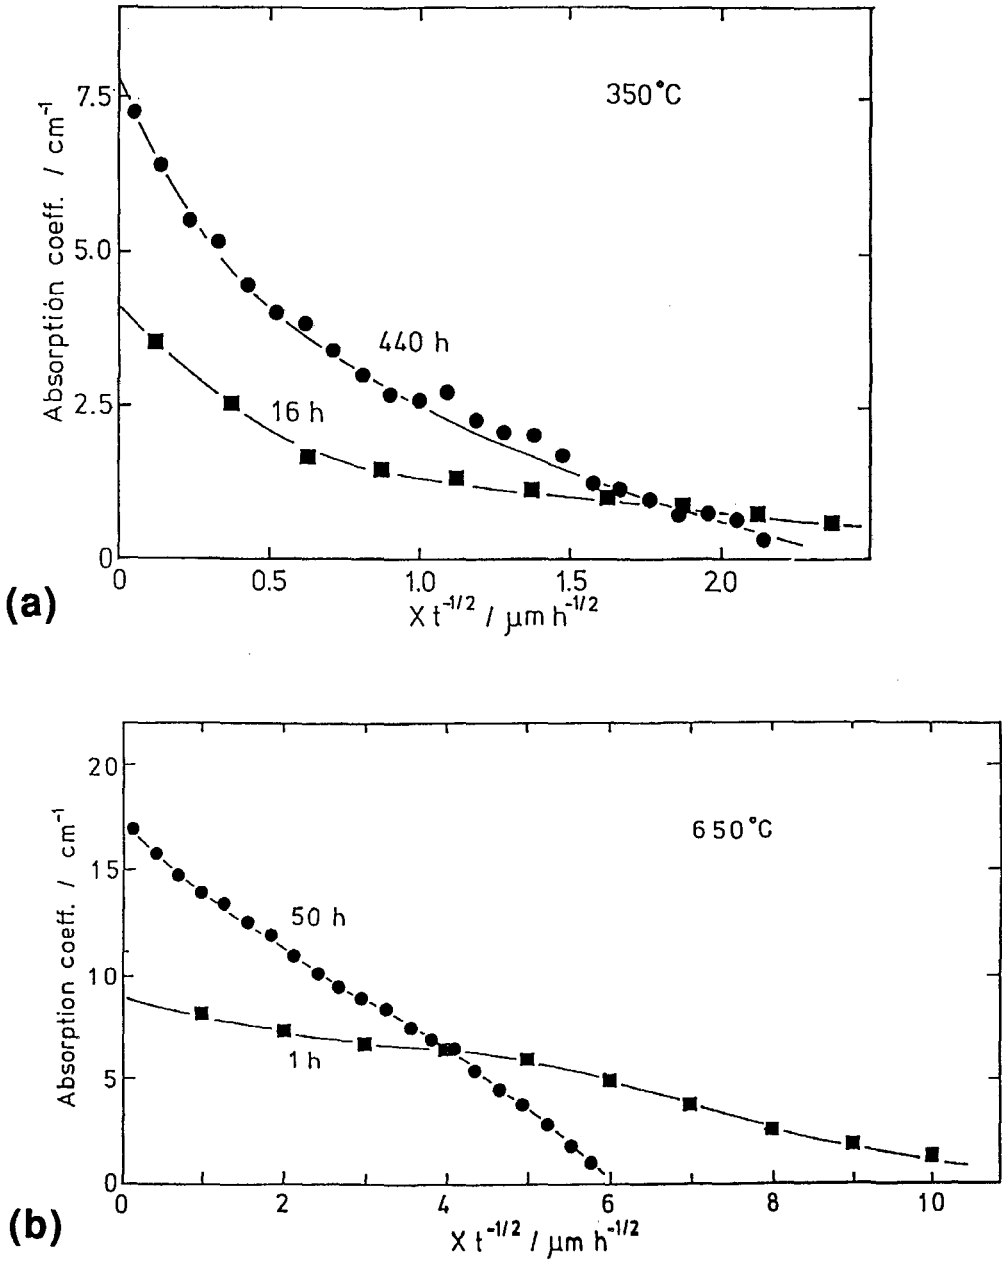 350°C
7.5
5.0
2.5
0
Absorption coeff. / cm⁻¹
440 h
16 h
0 0.5 1.0 1.5 2.0
X t⁻¹/² / μm h⁻¹/²
(a)
650°C
20
15
10
5
0
Absorption coeff. / cm⁻¹
50 h
1 h
0 2 4 6 8 10
X t⁻¹/² / μm h⁻¹/²
(b)